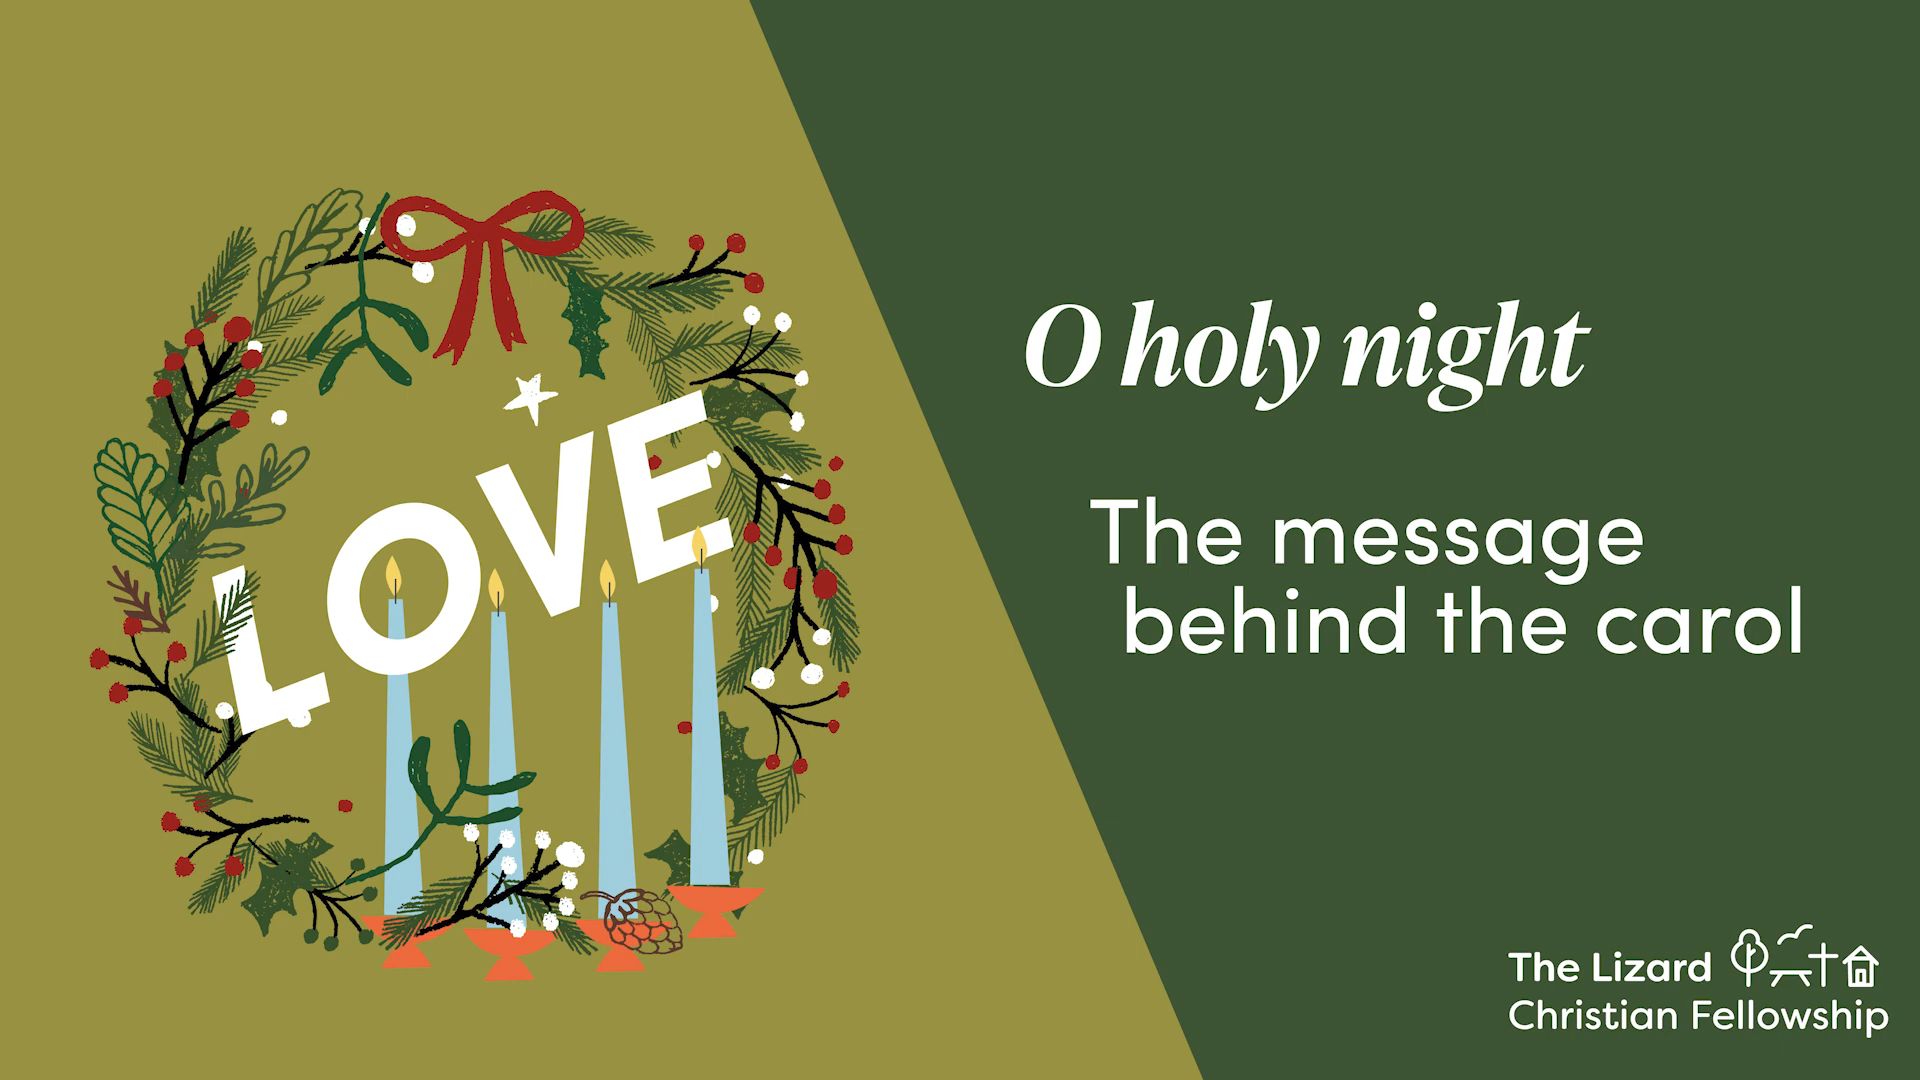 LOVE
O holy night
The message
behind the carol
The Lizard
Christian Fellowship